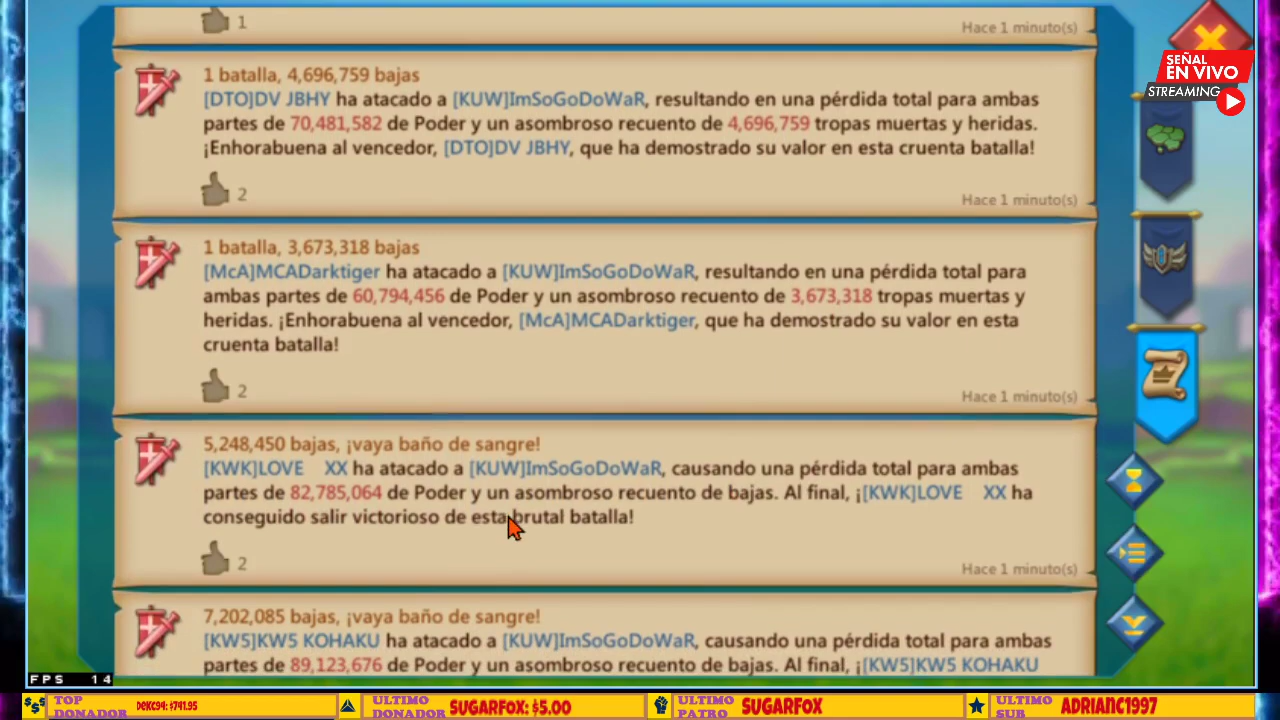 1
Hace 1 minuto(s)
SEÑAL
EN VIVO
STREAMING
1 batalla, 4,696,759 bajas
[DTO]DV JBHY ha atacado a [KUW]ImSoGoDoWaR, resultando en una pérdida total para ambas
partes de 70,481,582 de Poder y un asombroso recuento de 4,696,759 tropas muertas y heridas.
¡Enhorabuena al vencedor, [DTO]DV JBHY, que ha demostrado su valor en esta cruenta batalla!
2
Hace 1 minuto(s)
1 batalla, 3,673,318 bajas
[McA]MCADarktiger ha atacado a [KUW]ImSoGoDoWaR, resultando en una pérdida total para
ambas partes de 60,794,456 de Poder y un asombroso recuento de 3,673,318 tropas muertas y
heridas. ¡Enhorabuena al vencedor, [McA]MCADarktiger, que ha demostrado su valor en esta
cruenta batalla!
2
Hace 1 minuto(s)
5,248,450 bajas, ¡vaya baño de sangre!
[KWK]LOVE XX ha atacado a [KUW]ImSoGoDoWaR, causando una pérdida total para ambas
partes de 82,785,064 de Poder y un asombroso recuento de bajas. Al final, ¡[KWK]LOVE XX ha
conseguido salir victorioso de esta brutal batalla!
2
Hace 1 minuto(s)
7,202,085 bajas, ¡vaya baño de sangre!
[KW5]KW5 KOHAKU ha atacado a [KUW]ImSoGoDoWaR, causando una pérdida total para ambas
partes de 89,123,676 de Poder y un asombroso recuento de bajas. Al final, ¡[KW5]KW5 KOHAKU
FPS 14
TOP
DONADOR
DEKC94: $741.95
ULTIMO
DONADOR
SUGARFOX: $5.00
ULTIMO
PATRO
SUGARFOX
ULTIMO
SUB
ADRIANC1997